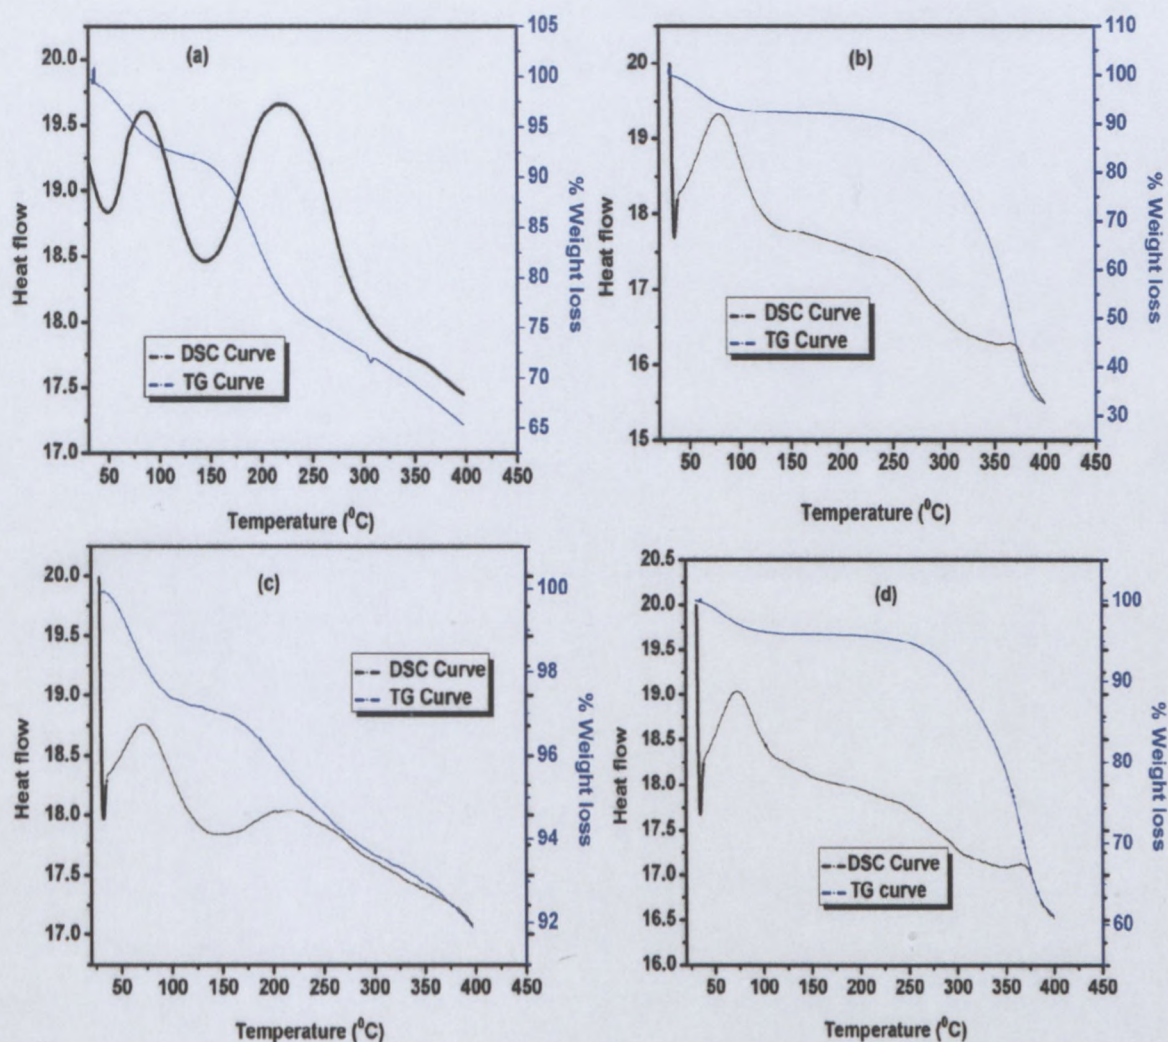 (a)
20.0
19.5
19.0
18.5
18.0
17.5
17.0
Heat flow
105
100
95
90
85
80
75
70
65
% Weight loss
DSC Curve
TG Curve
50 100 150 200 250 300 350 400 450
Temperature (⁰C)
(b)
20
19
18
17
16
15
Heat flow
110
100
90
80
70
60
50
40
30
% Weight loss
DSC Curve
TG Curve
50 100 150 200 250 300 350 400 450
Temperature (⁰C)
(c)
20.0
19.5
19.0
18.5
18.0
17.5
17.0
Heat flow
100
98
96
94
92
% Weight loss
DSC Curve
TG Curve
50 100 150 200 250 300 350 400 450
Temperature (⁰C)
(d)
20.5
20.0
19.5
19.0
18.5
18.0
17.5
17.0
16.5
16.0
Heat flow
100
90
80
70
60
% Weight loss
DSC Curve
TG curve
50 100 150 200 250 300 350 400 450
Temperature (⁰C)